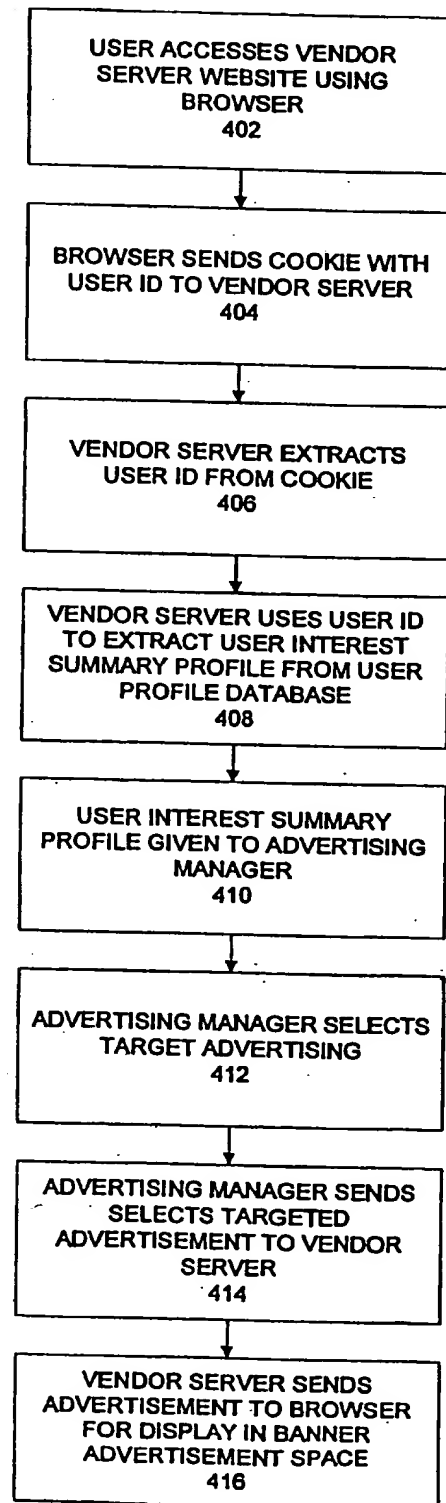 USER ACCESSES VENDOR
SERVER WEBSITE USING
BROWSER
402
BROWSER SENDS COOKIE WITH
USER ID TO VENDOR SERVER
404
VENDOR SERVER EXTRACTS
USER ID FROM COOKIE
406
VENDOR SERVER USES USER ID
TO EXTRACT USER INTEREST
SUMMARY PROFILE FROM USER
PROFILE DATABASE
408
USER INTEREST SUMMARY
PROFILE GIVEN TO ADVERTISING
MANAGER
410
ADVERTISING MANAGER SELECTS
TARGET ADVERTISING
412
ADVERTISING MANAGER SENDS
SELECTS TARGETED
ADVERTISEMENT TO VENDOR
SERVER
414
VENDOR SERVER SENDS
ADVERTISEMENT TO BROWSER
FOR DISPLAY IN BANNER
ADVERTISEMENT SPACE
416